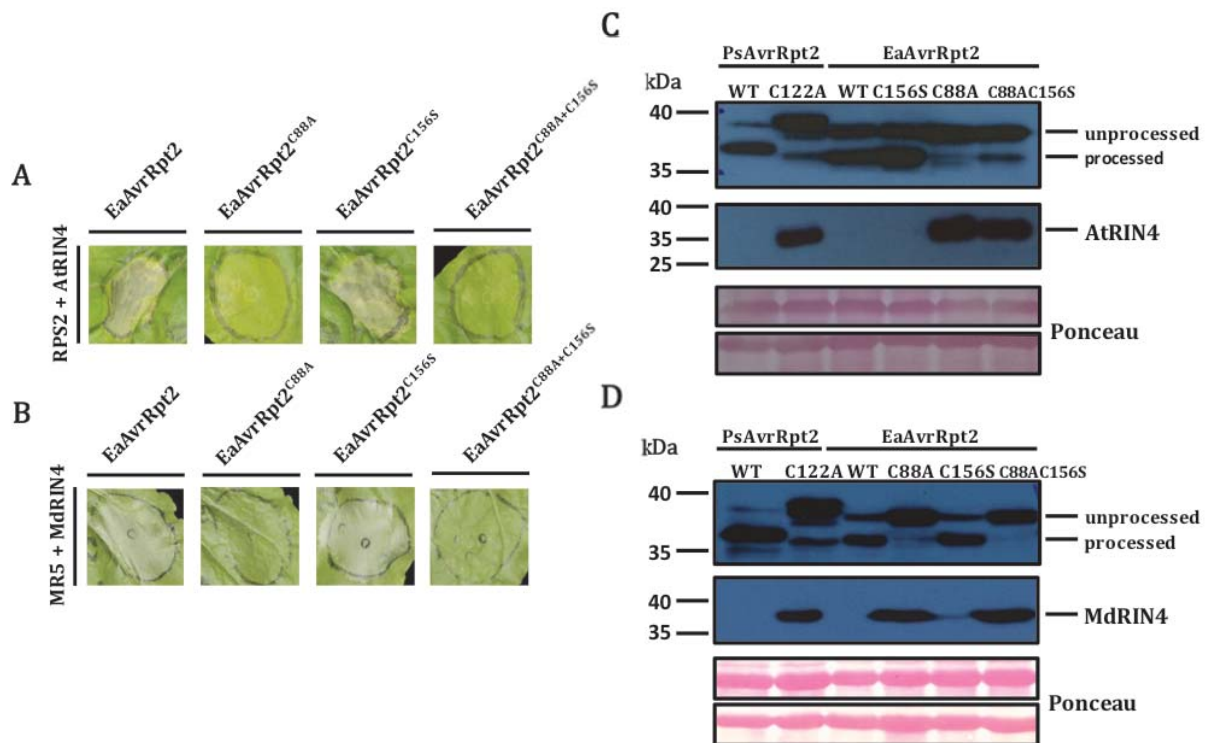 A
EaAvrRpt2
EaAvrRpt2C88A
EaAvrRpt2C156S
EaAvrRpt2C88A+C156S
RPS2 + AtRIN4
B
EaAvrRpt2
EaAvrRpt2C88A
EaAvrRpt2C156S
EaAvrRpt2C88A+C156S
MR5 + MdRIN4
C
PsAvrRpt2 EaAvrRpt2
kDa
WT C122A WT C156S C88A C88AC156S
40
unprocessed
processed
35
40
35
25
AtRIN4
Ponceau
D
PsAvrRpt2 EaAvrRpt2
kDa
WT C122A WT C88A C156S C88AC156S
40
unprocessed
processed
35
40
35
MdRIN4
Ponceau